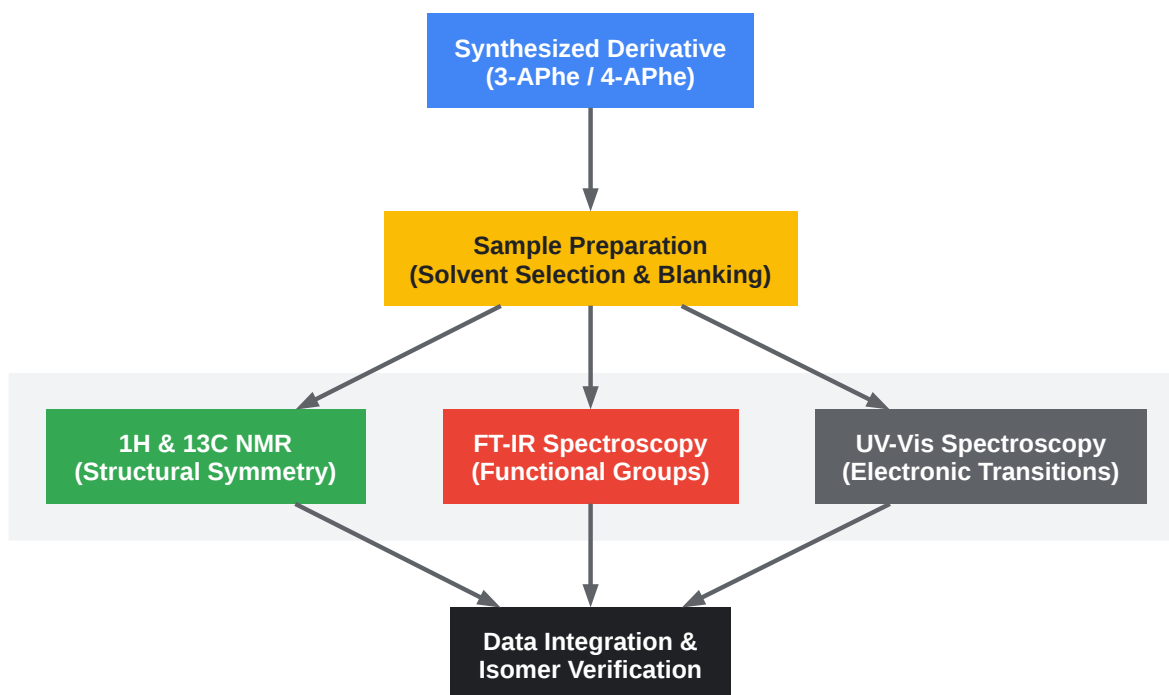 Synthesized Derivative
(3-APhe / 4-APhe)
Sample Preparation
(Solvent Selection & Blanking)
1H & 13C NMR
(Structural Symmetry)
FT-IR Spectroscopy
(Functional Groups)
UV-Vis Spectroscopy
(Electronic Transitions)
Data Integration &
Isomer Verification